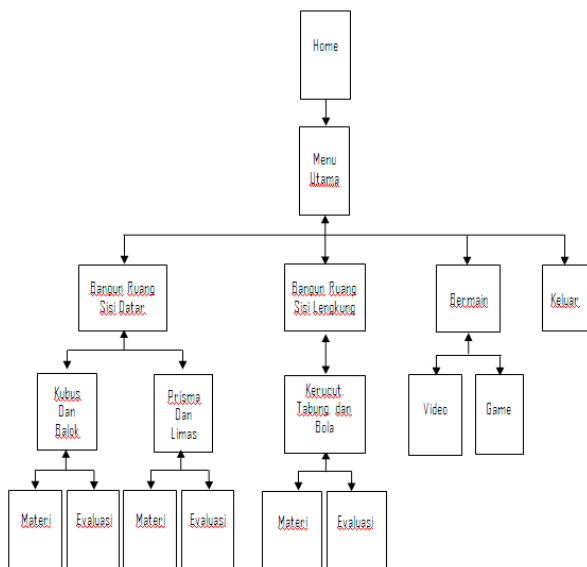 Home
Menu
Utama
Bangun Ruang
Sisi Datar.
Bangun Ruang
Sisi Lengkung
Bermain
Keluar
Kubus
Dan
Balok
Prisma
Dan
Limas
Kerucut,
Tabung, dan
Bola
Video
Game
Materi
Evaluasi
Materi
Evaluasi
Materi
Evaluasi